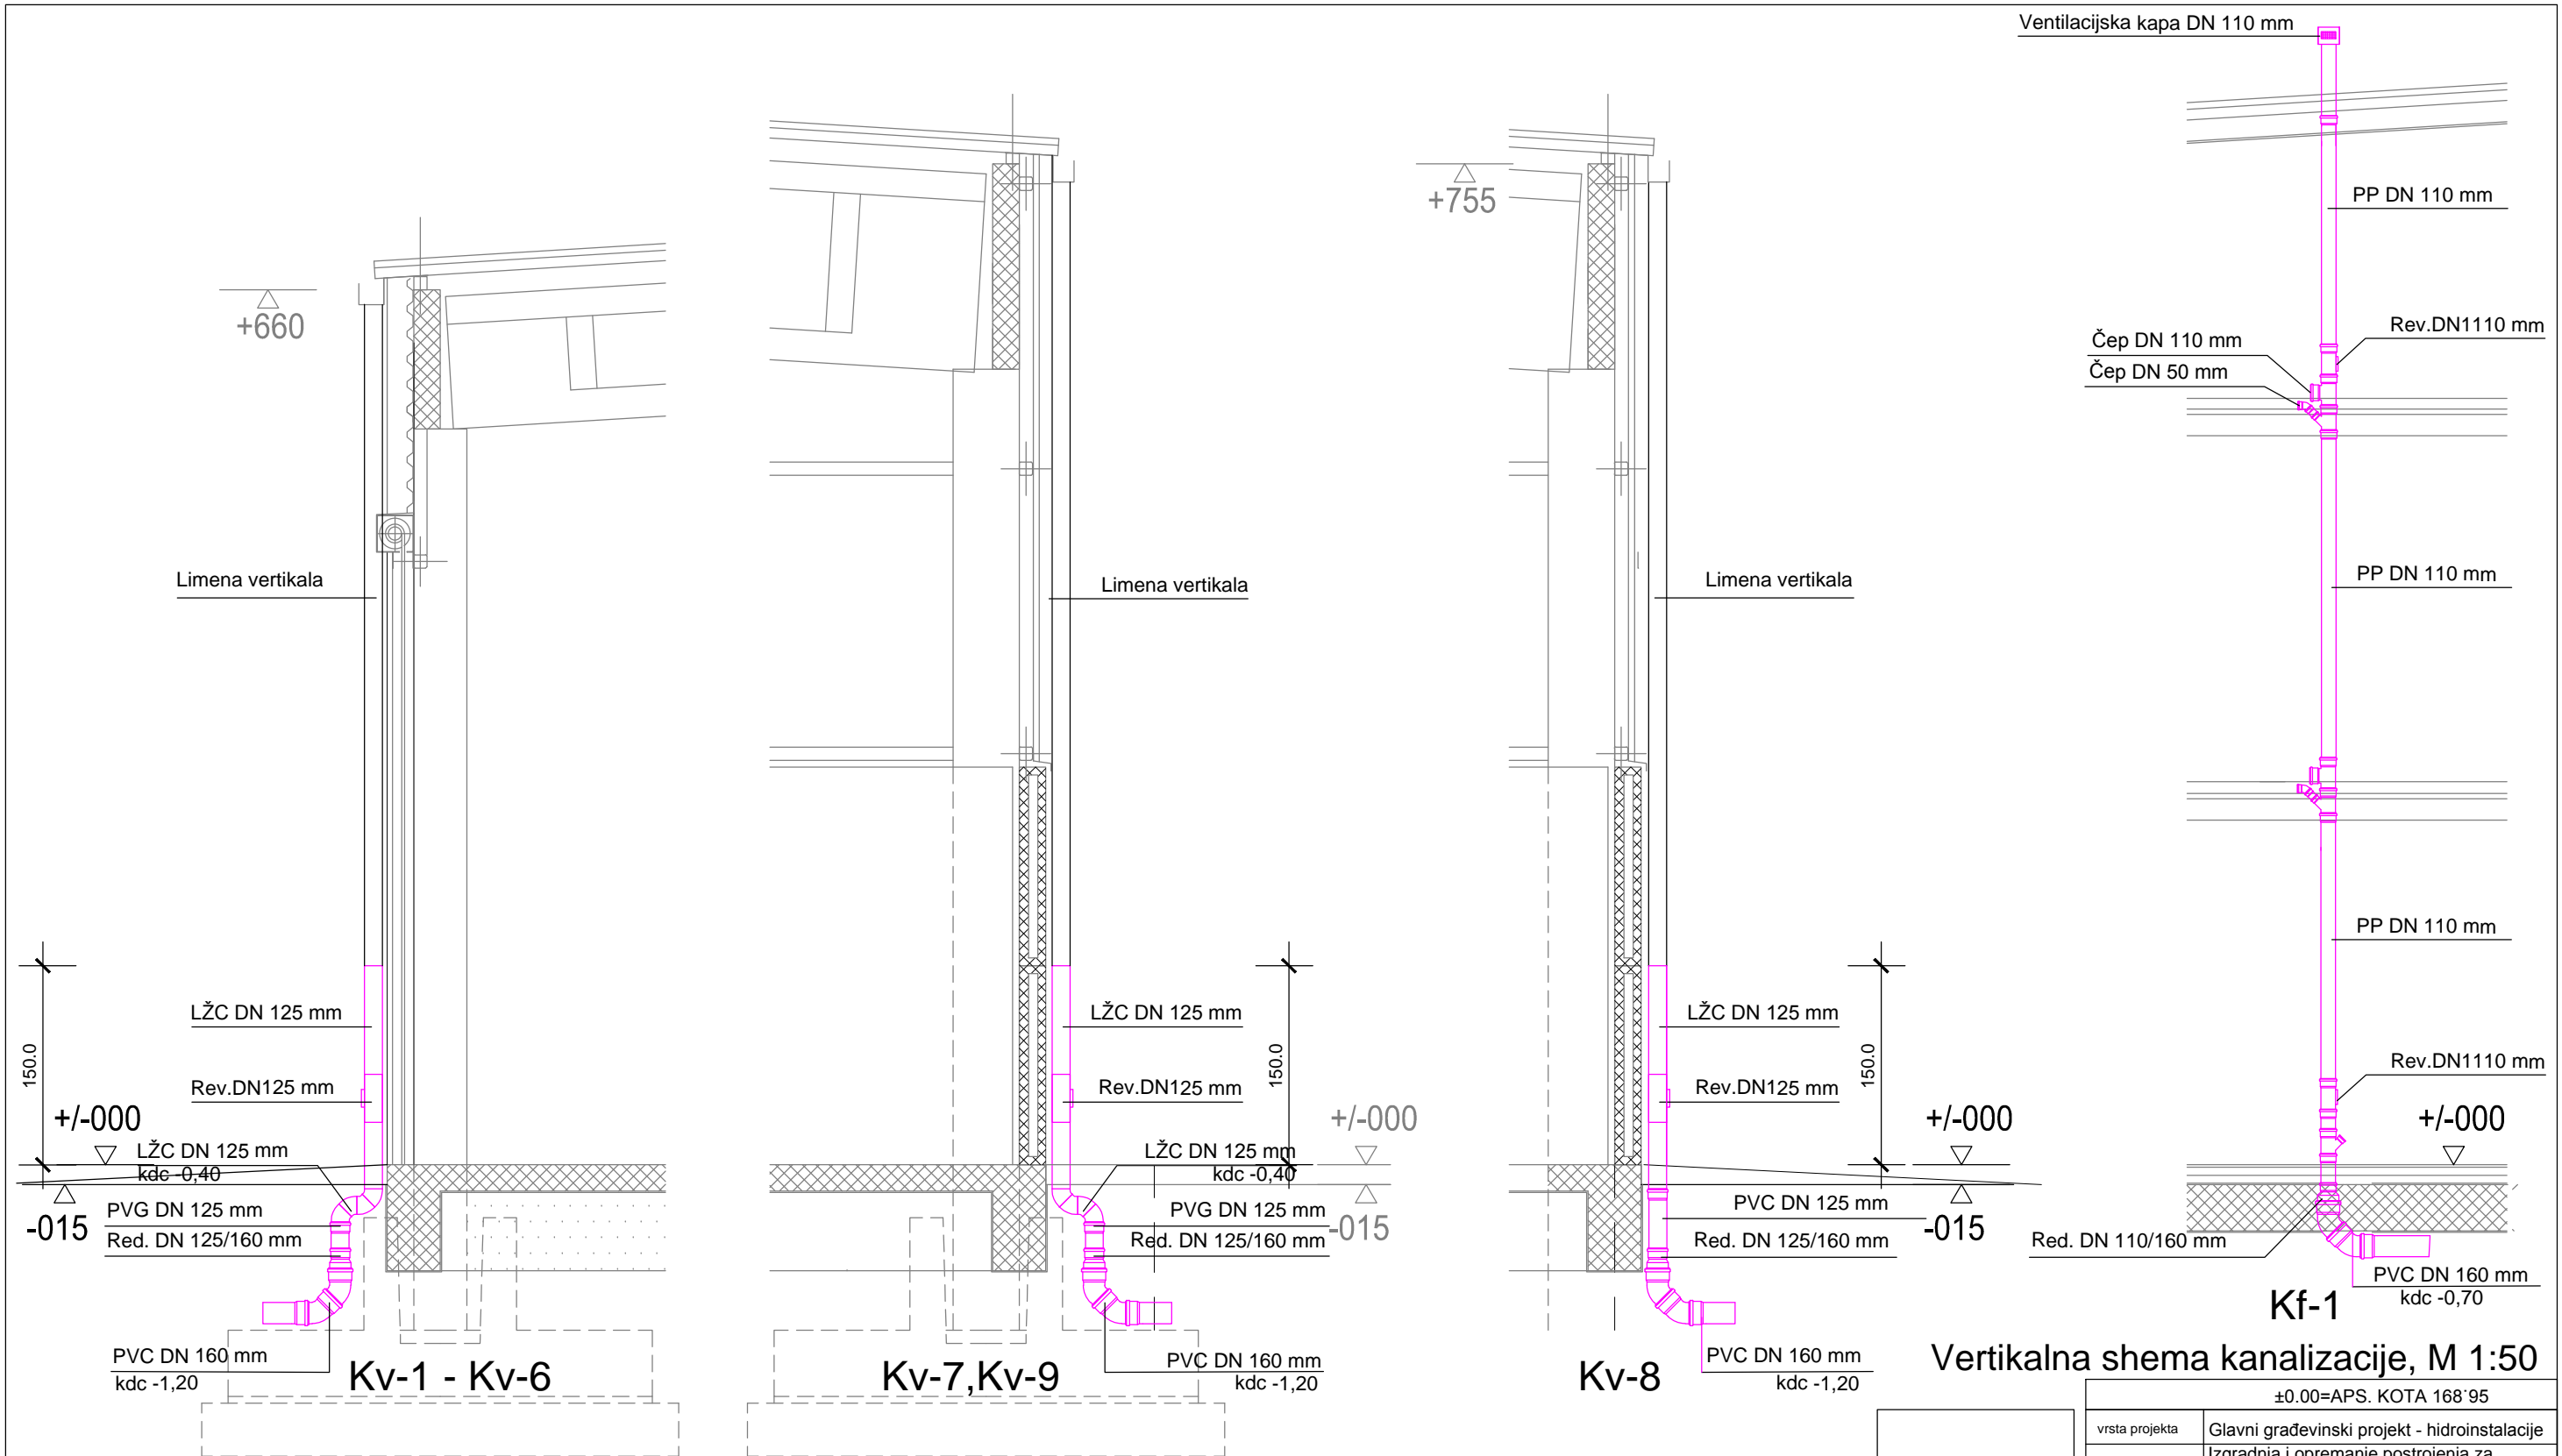 Ventilacijska kapa DN 110 mm
PP DN 110 mm
Rev.DN1110 mm
Čep DN 110 mm
Čep DN 50 mm
PP DN 110 mm
PP DN 110 mm
Rev.DN1110 mm
+/-000
Red. DN 110/160 mm
PVC DN 160 mm
kdc -0,70
Kf-1
+660
Limena vertikala
150.0
LŽC DN 125 mm
Rev.DN125 mm
+/-000
LŽC DN 125 mm
kdc -0,40
-015
PVG DN 125 mm
Red. DN 125/160 mm
PVC DN 160 mm
kdc -1,20
Kv-1 - Kv-6
Limena vertikala
LŽC DN 125 mm
150.0
Rev.DN125 mm
+/-000
LŽC DN 125 mm
kdc -0,40
PVG DN 125 mm
-015
Red. DN 125/160 mm
PVC DN 160 mm
kdc -1,20
Kv-7,Kv-9
+755
Limena vertikala
LŽC DN 125 mm
150.0
Rev.DN125 mm
+/-000
PVC DN 125 mm
-015
Red. DN 125/160 mm
PVC DN 160 mm
kdc -1,20
Kv-8
Vertikalna shema kanalizacije, M 1:50
±0.00=APS. KOTA 168˙95
vrsta projekta
Glavni građevinski projekt - hidroinstalacije
Izgradnja i opremanje postrojenja za